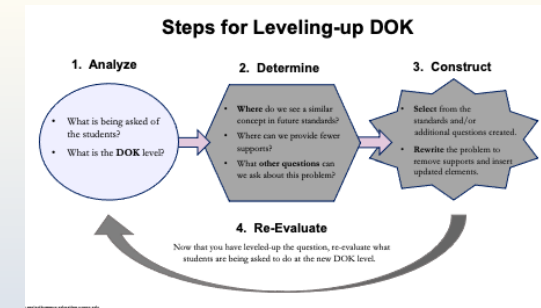 Steps for Leveling-up DOK
1. Analyze
• What is being asked of
the students?
• What is the DOK level?
2. Determine
• Where do we see a similar
concept in future standards?
• Where can we provide fewer
supports?
• What other questions can
we ask about this problem?
3. Construct
• Select from the
standards and/or
additional questions created.
• Rewrite the problem to
remove supports and insert
updated elements.
4. Re-Evaluate
Now that you have leveled-up the question, re-evaluate what
students are being asked to do at the new DOK level.